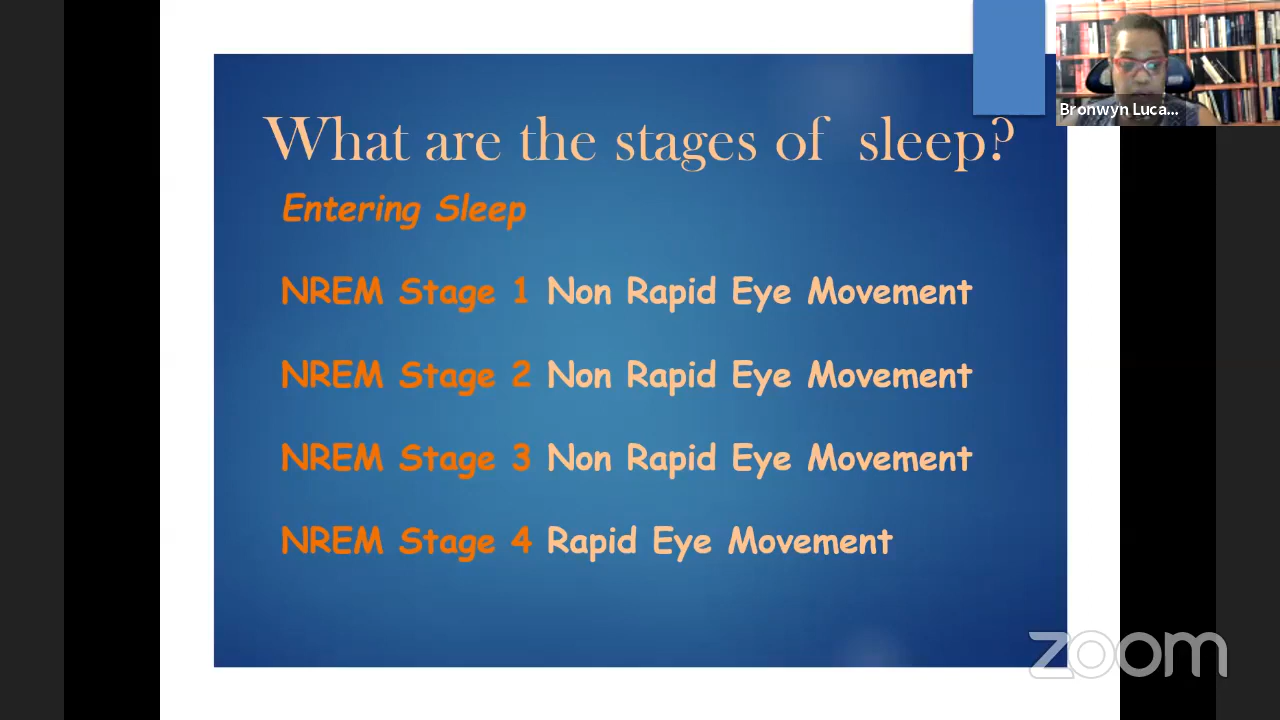 What are the stages of sleep?
Entering Sleep
NREM Stage 1 Non Rapid Eye Movement
NREM Stage 2 Non Rapid Eye Movement
NREM Stage 3 Non Rapid Eye Movement
NREM Stage 4 Rapid Eye Movement
Bronwyn Luca...
zoom